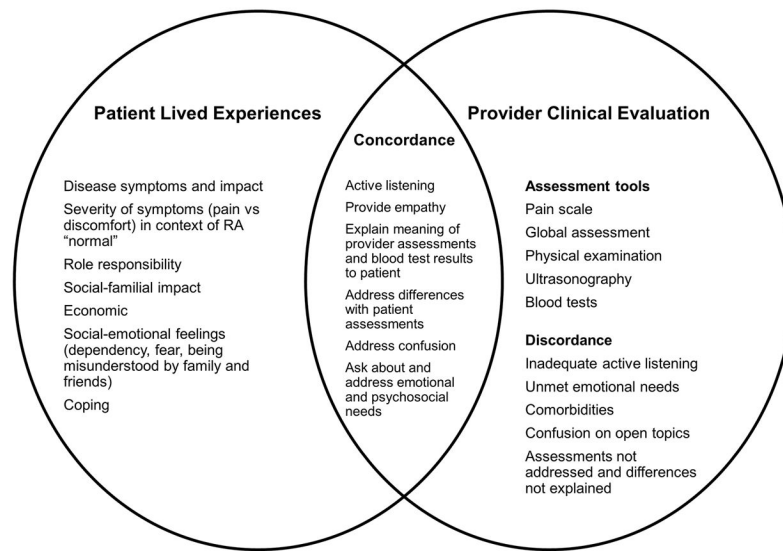 Patient Lived Experiences
Disease symptoms and impact
Severity of symptoms (pain vs
discomfort) in context of RA
“normal”
Role responsibility
Social-familial impact
Economic
Social-emotional feelings
(dependency, fear, being
misunderstood by family and
friends)
Coping
Concordance
Active listening
Provide empathy
Explain meaning of
provider assessments
and blood test results
to patient
Address differences
with patient
assessments
Address confusion
Ask about and
address emotional
and psychosocial
needs
Provider Clinical Evaluation
Assessment tools
Pain scale
Global assessment
Physical examination
Ultrasonography
Blood tests
Discordance
Inadequate active listening
Unmet emotional needs
Comorbidities
Confusion on open topics
Assessments not
addressed and differences
not explained